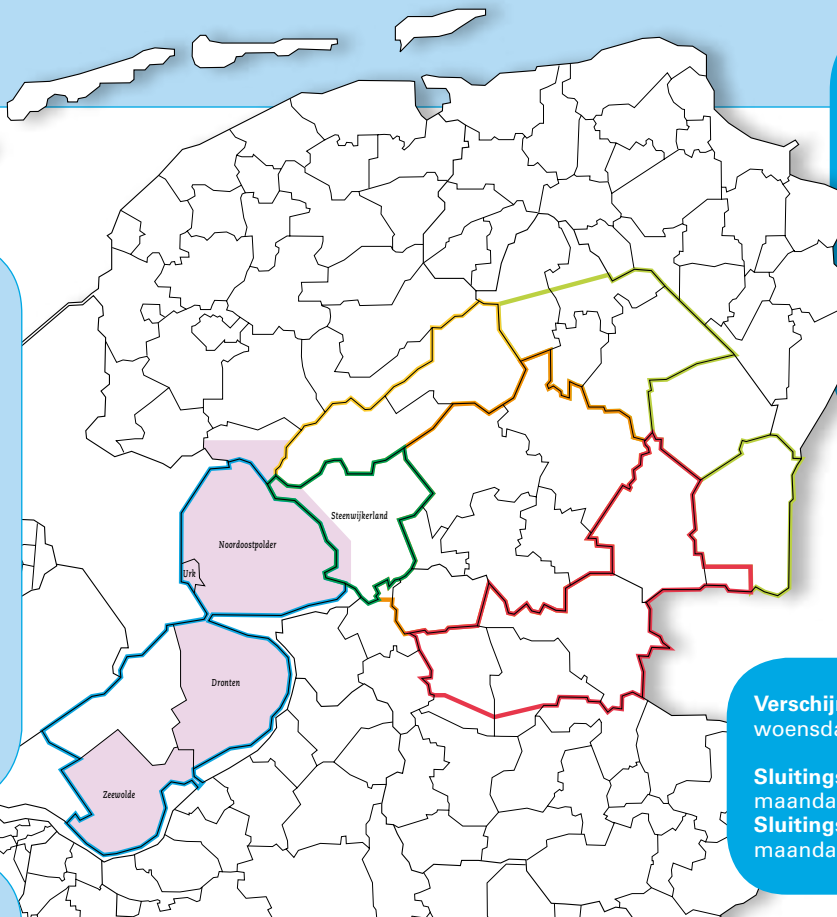 Steenwijkerland
Noordoostpolder
Urk
Dronten
Zeewolde
Verschij
woensda
Sluitings
maanda
Sluitings
maanda